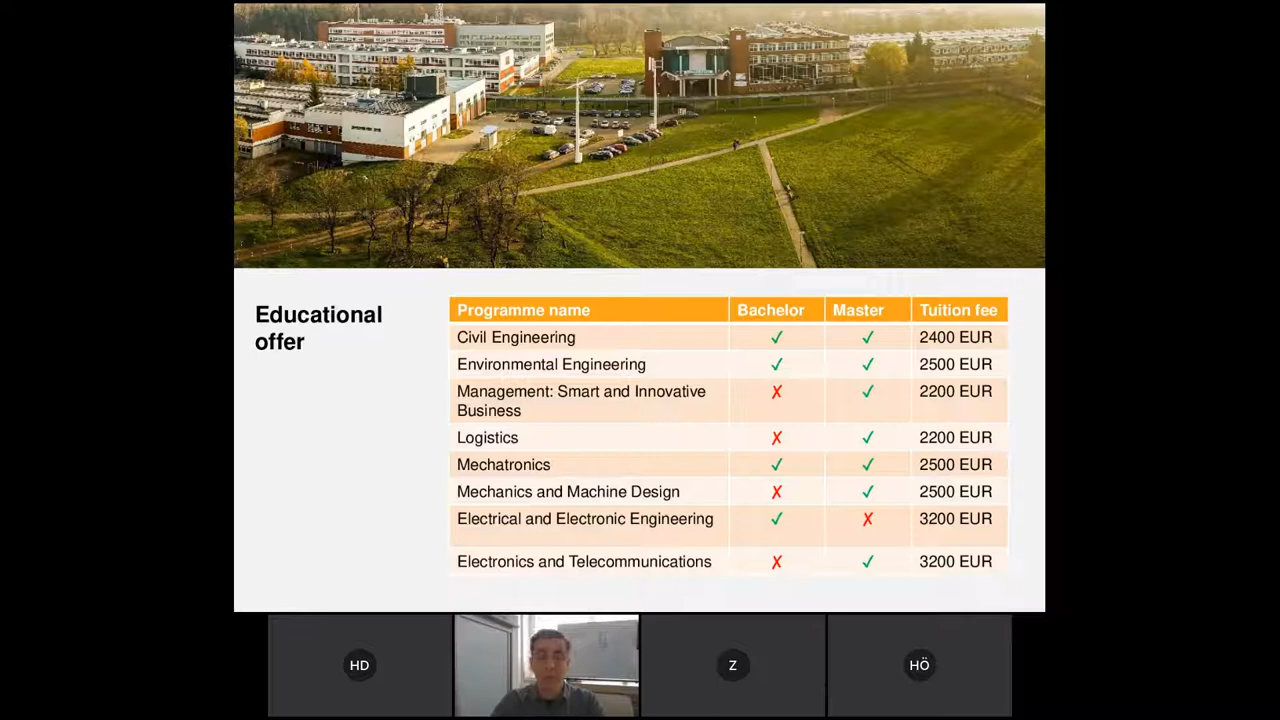 Educational
offer
Programme name Bachelor Master Tuition fee
Civil Engineering ✓ ✓ 2400 EUR
Environmental Engineering ✓ ✓ 2500 EUR
Management: Smart and Innovative
Business ✗ ✓ 2200 EUR
Logistics ✗ ✓ 2200 EUR
Mechatronics ✓ ✓ 2500 EUR
Mechanics and Machine Design ✗ ✓ 2500 EUR
Electrical and Electronic Engineering ✓ ✗ 3200 EUR
Electronics and Telecommunications ✗ ✓ 3200 EUR
HD Z HÖ